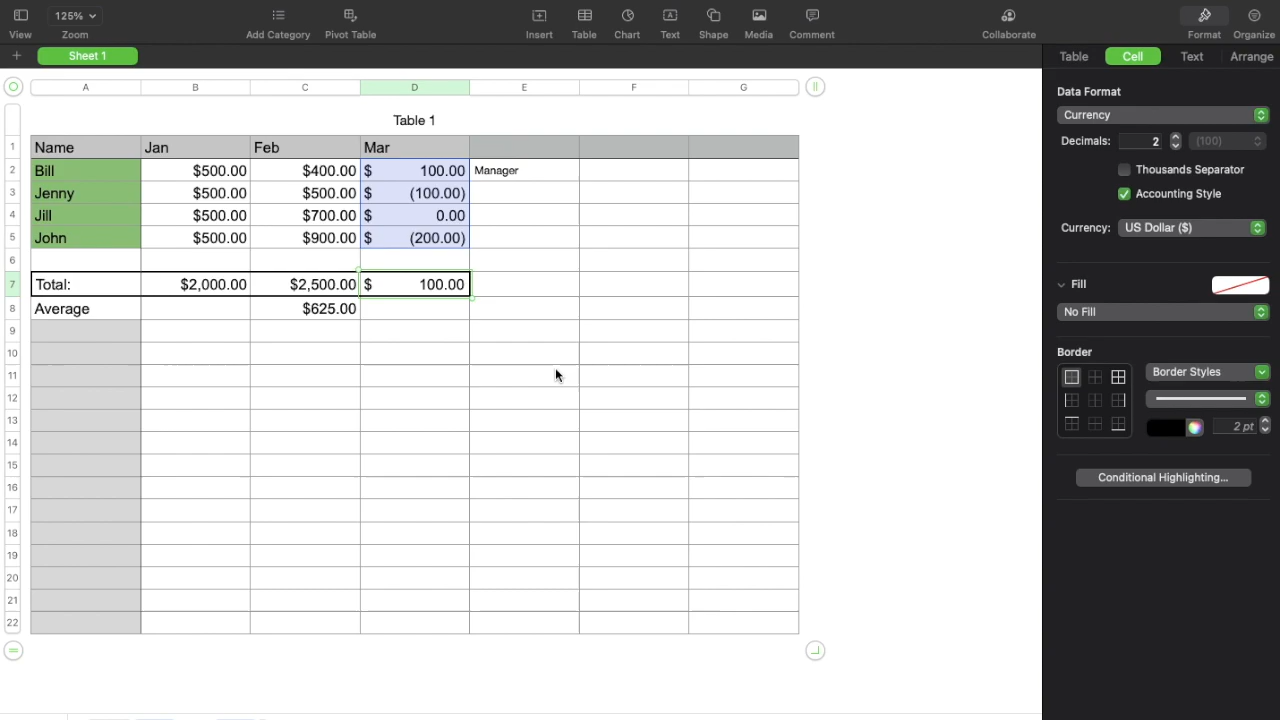 125%
View Zoom Add Category Pivot Table Insert Table Chart Text Shape Media Comment Collaborate Format Organize
+ Sheet 1 Table Cell Text Arrange
A B C D E F G
Data Format
Currency
Table 1
Decimals: 2 (100)
1 Name Jan Feb Mar
2 Bill $500.00 $400.00 $ 100.00 Manager
Thousands Separator
3 Jenny $500.00 $500.00 $ (100.00)
Accounting Style
4 Jill $500.00 $700.00 $ 0.00
Currency: US Dollar ($)
5 John $500.00 $900.00 $ (200.00)
6
7 Total: $2,000.00 $2,500.00 $ 100.00
Fill
8 Average $625.00
No Fill
9
10
Border
11
Border Styles
12
13
2 pt
14
15
Conditional Highlighting...
16
17
18
19
20
21
22